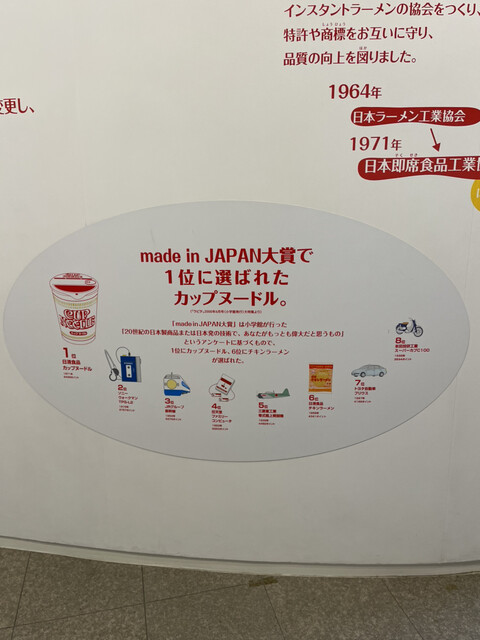 インスタントラーメンの協会をつくり、
特許や商標をお互いに守り、
品質の向上を図りました。
1964年
日本ラーメン工業協会
1971年
日本即席食品工業
変更し、
made in JAPAN大賞で
1位に選ばれた
カップヌードル。
「made in JAPAN大賞」は小学館が行った
「20世紀の日本製商品または日本発の技術で、あなたがもっとも偉大だと思うもの」
というアンケートに基づくもので、
1位にカップヌードル、6位にチキンラーメン
が選ばれた。
CUP NOODLE
1位
日清食品
カップヌードル
2位
ソニー
ウォークマン
3位
JRグループ
新幹線
4位
任天堂
ファミリー
コンピュータ
5位
三菱重工業
零式艦上戦闘機
6位
日清食品
チキンラーメン
7位
トヨタ自動車
プリウス
8位
本田技研工業
スーパーカブC100